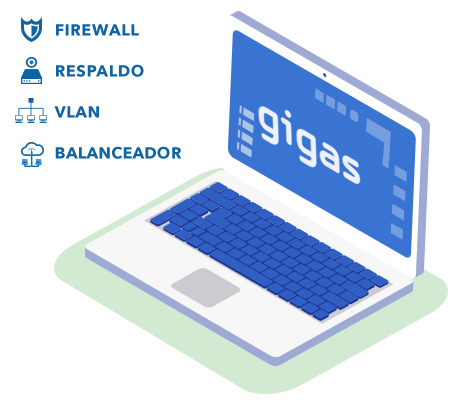 FIREWALL
RESPALDO
VLAN
BALANCEADOR
gigas